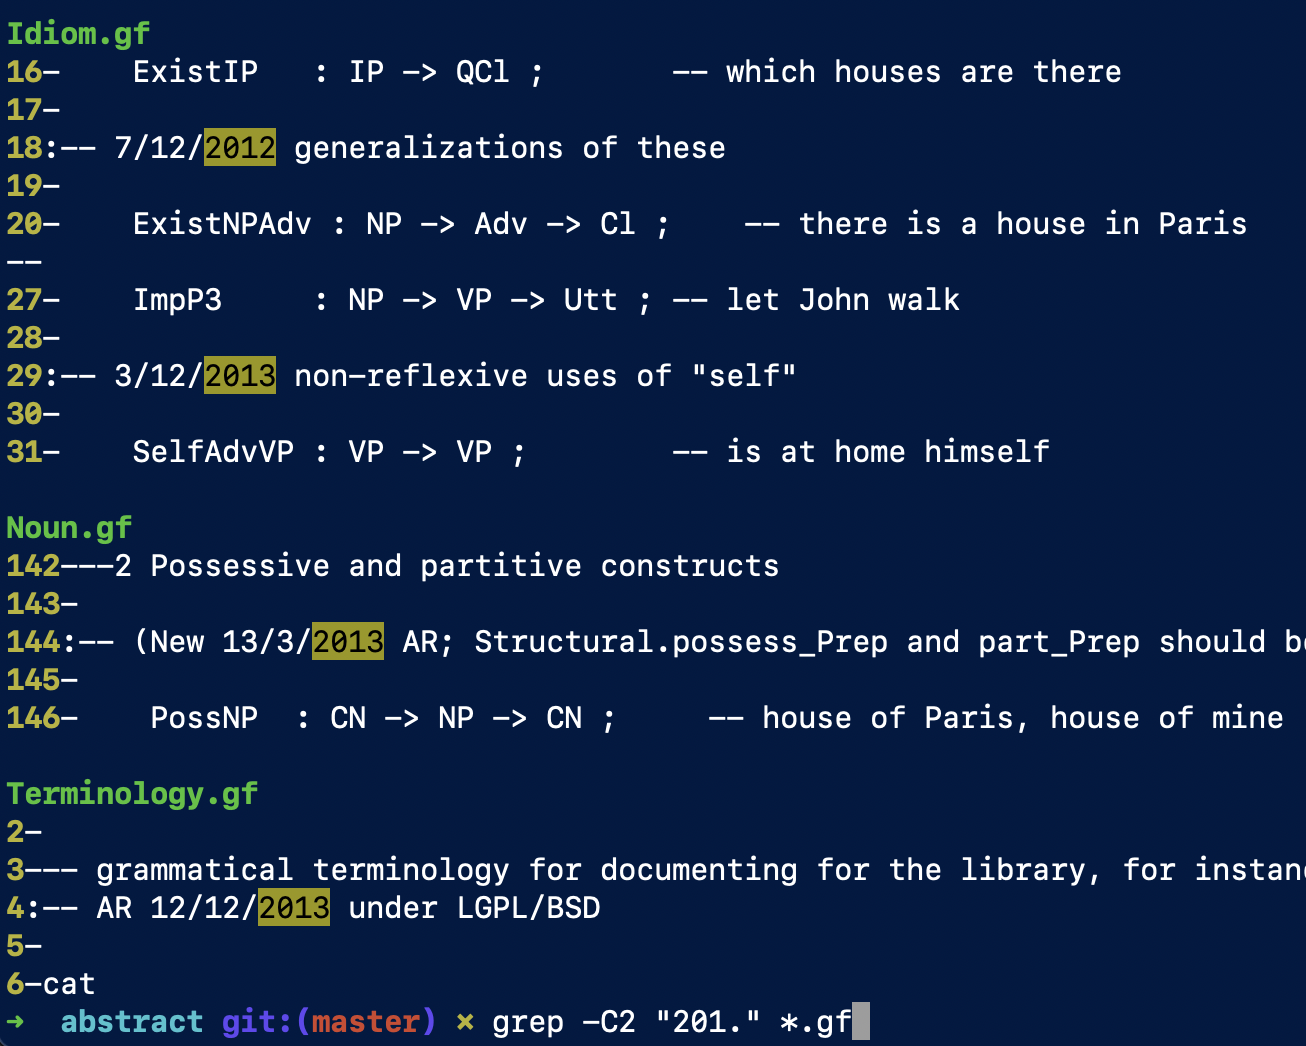 Idiom.gf
16-    ExistIP   : IP -> QCl ;       -- which houses are there
17-
18:-- 7/12/2012 generalizations of these
19-
20-    ExistNPAdv : NP -> Adv -> Cl ;    -- there is a house in Paris
--
27-    ImpP3     : NP -> VP -> Utt ; -- let John walk
28-
29:-- 3/12/2013 non-reflexive uses of "self"
30-
31-    SelfAdvVP : VP -> VP ;        -- is at home himself
Noun.gf
142---2 Possessive and partitive constructs
143-
144:-- (New 13/3/2013 AR; Structural.possess_Prep and part_Prep should
145-
146-    PossNP  : CN -> NP -> CN ;     -- house of Paris, house of mine
Terminology.gf
2-
3--- grammatical terminology for documenting for the library, for
4:-- AR 12/12/2013 under LGPL/BSD
5-
6-cat
➜  abstract git:(master) ✗ grep -C2 "201." *.gf